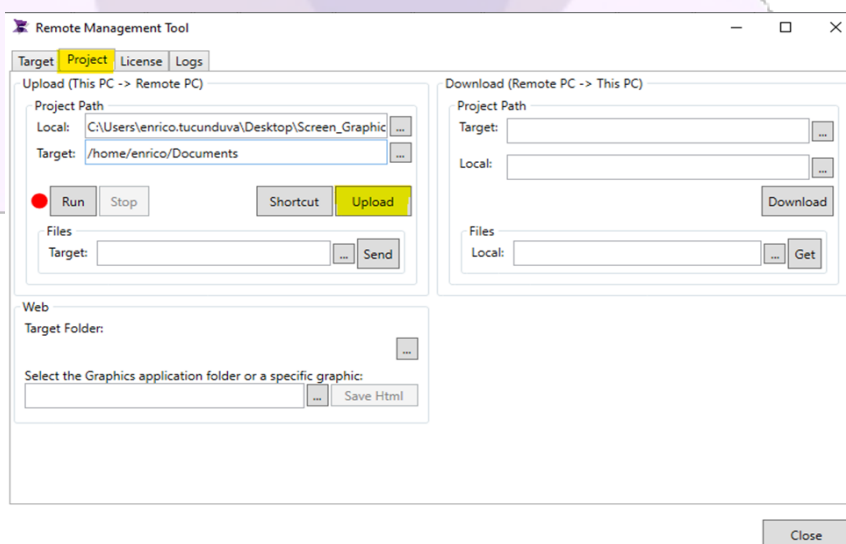 Remote Management Tool
Target Project License Logs
Upload (This PC -> Remote PC)
Project Path
Local: C:\Users\enrico.tucunduva\Desktop\Screen_Graphic ...
Target: /home/enrico/Documents ...
Run Stop Shortcut Upload
Files
Target: ... Send
Download (Remote PC -> This PC)
Project Path
Target: ...
Local: ...
Download
Files
Local: ... Get
Web
Target Folder:
...
Select the Graphics application folder or a specific graphic:
... Save Html
Close